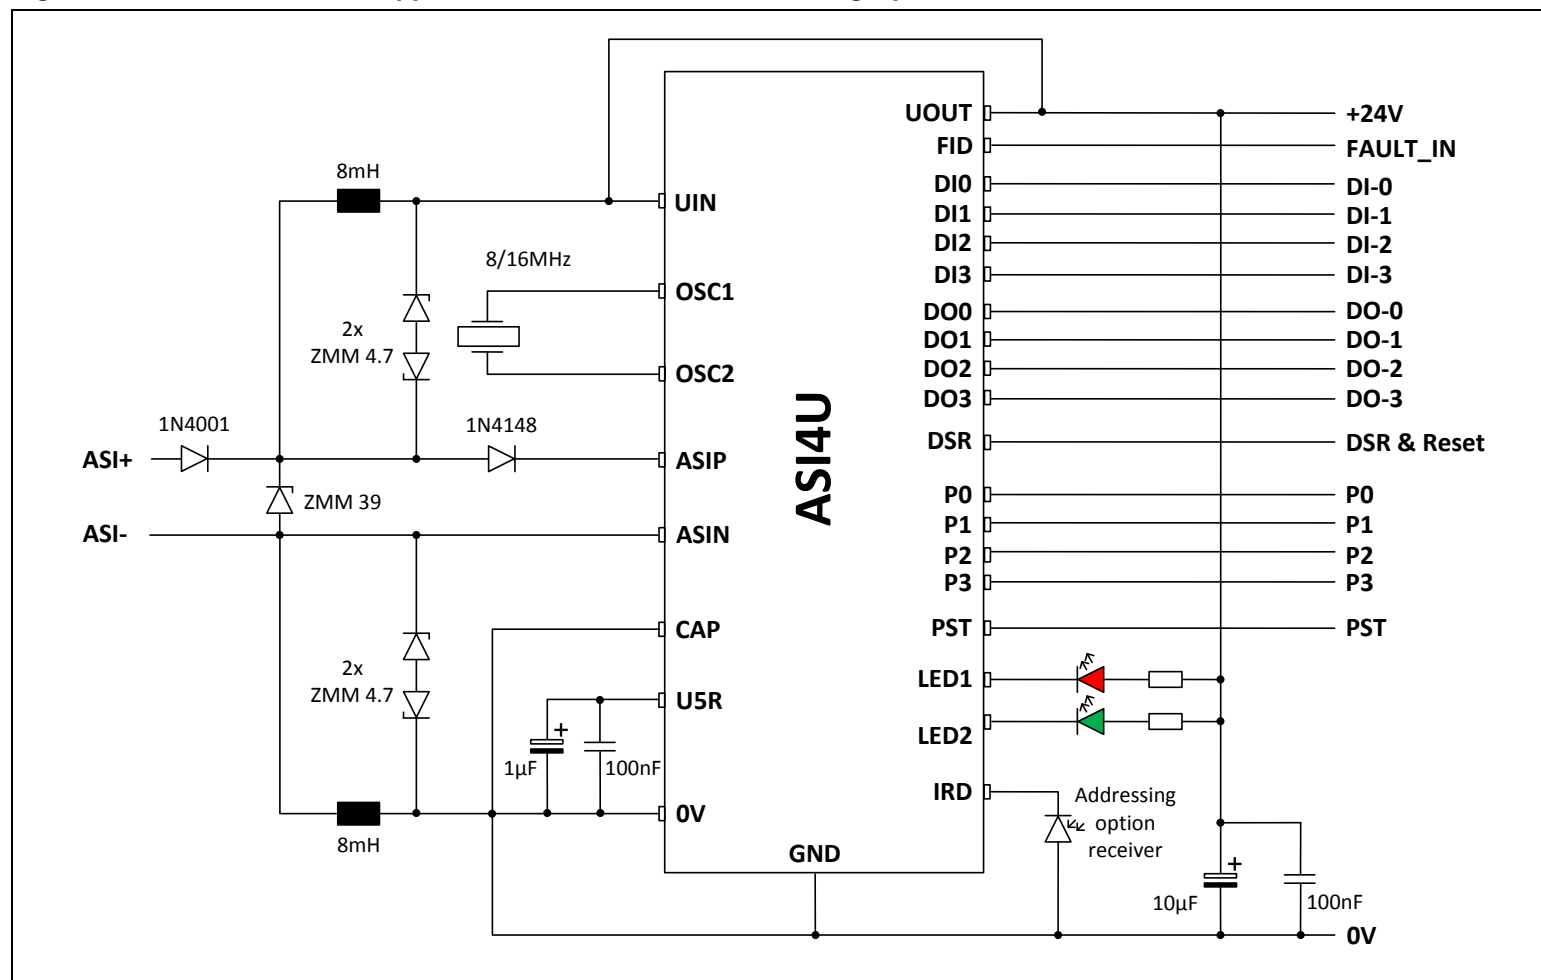 8mH
UIN
8/16MHz
OSC1
2x
ZMM 4.7
OSC2
1N4001
1N4148
ASI+
ASIP
ZMM 39
ASI-
ASIN
CAP
2x
ZMM 4.7
U5R
+
1µF
100nF
0V
8mH
ASI4U
GND
UOUT
+24V
FID
FAULT_IN
DI0
DI-0
DI1
DI-1
DI2
DI-2
DI3
DI-3
DO0
DO-0
DO1
DO-1
DO2
DO-2
DO3
DO-3
DSR
DSR & Reset
P0
P0
P1
P1
P2
P2
P3
P3
PST
PST
LED1
LED2
IRD
Addressing
option
receiver
+
10µF
100nF
0V